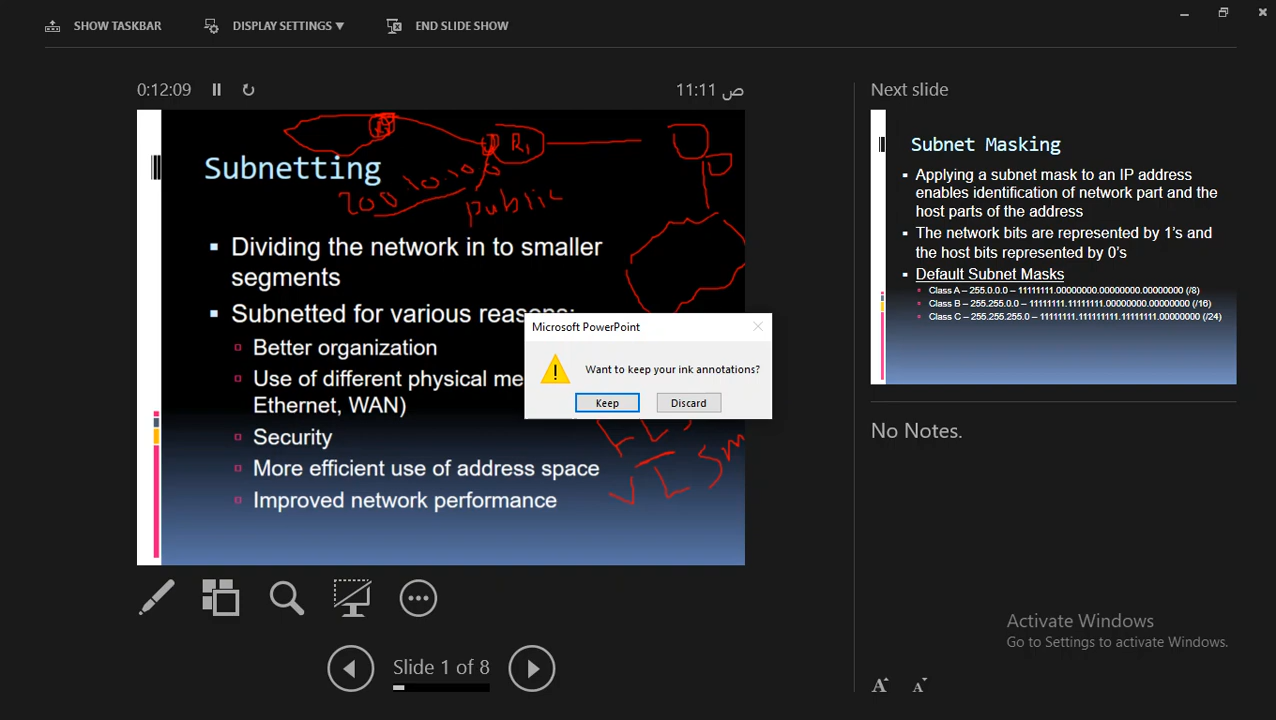 SHOW TASKBAR
DISPLAY SETTINGS ▼
END SLIDE SHOW
0:12:09
11:11 ص
R1
Subnetting
200.10.10.
public
Dividing the network in to smaller
segments
Subnetted for various reasons:
Better organization
Use of different physical me
Ethernet, WAN)
Security
More efficient use of address space
Improved network performance
VLSM
Microsoft PowerPoint
Want to keep your ink annotations?
Keep
Discard
Slide 1 of 8
Next slide
Subnet Masking
Applying a subnet mask to an IP address
enables identification of network part and the
host parts of the address
The network bits are represented by 1's and
the host bits represented by 0's
Default Subnet Masks
Class A – 255.0.0.0 – 11111111.00000000.00000000.00000000 (/8)
Class B – 255.255.0.0 – 11111111.11111111.00000000.00000000 (/16)
Class C – 255.255.255.0 – 11111111.11111111.11111111.00000000 (/24)
No Notes.
Activate Windows
Go to Settings to activate Windows.
A
A